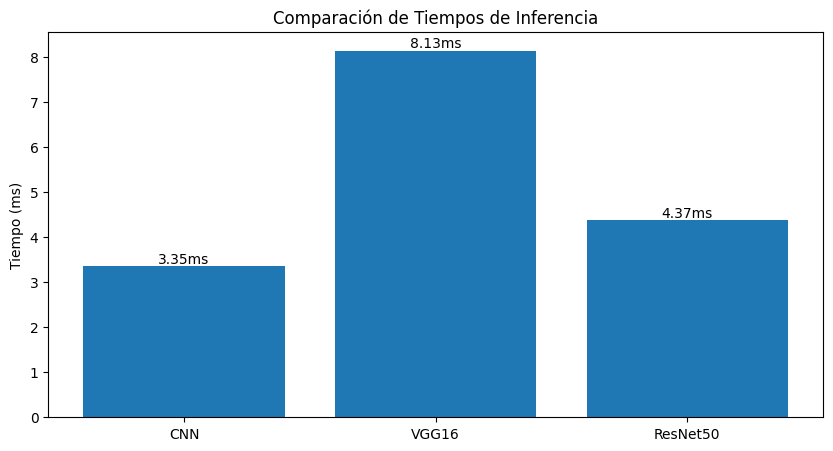 Comparación de Tiempos de Inferencia
Tiempo (ms)
8
7
6
5
4
3
2
1
0
3.35ms
8.13ms
4.37ms
CNN
VGG16
ResNet50